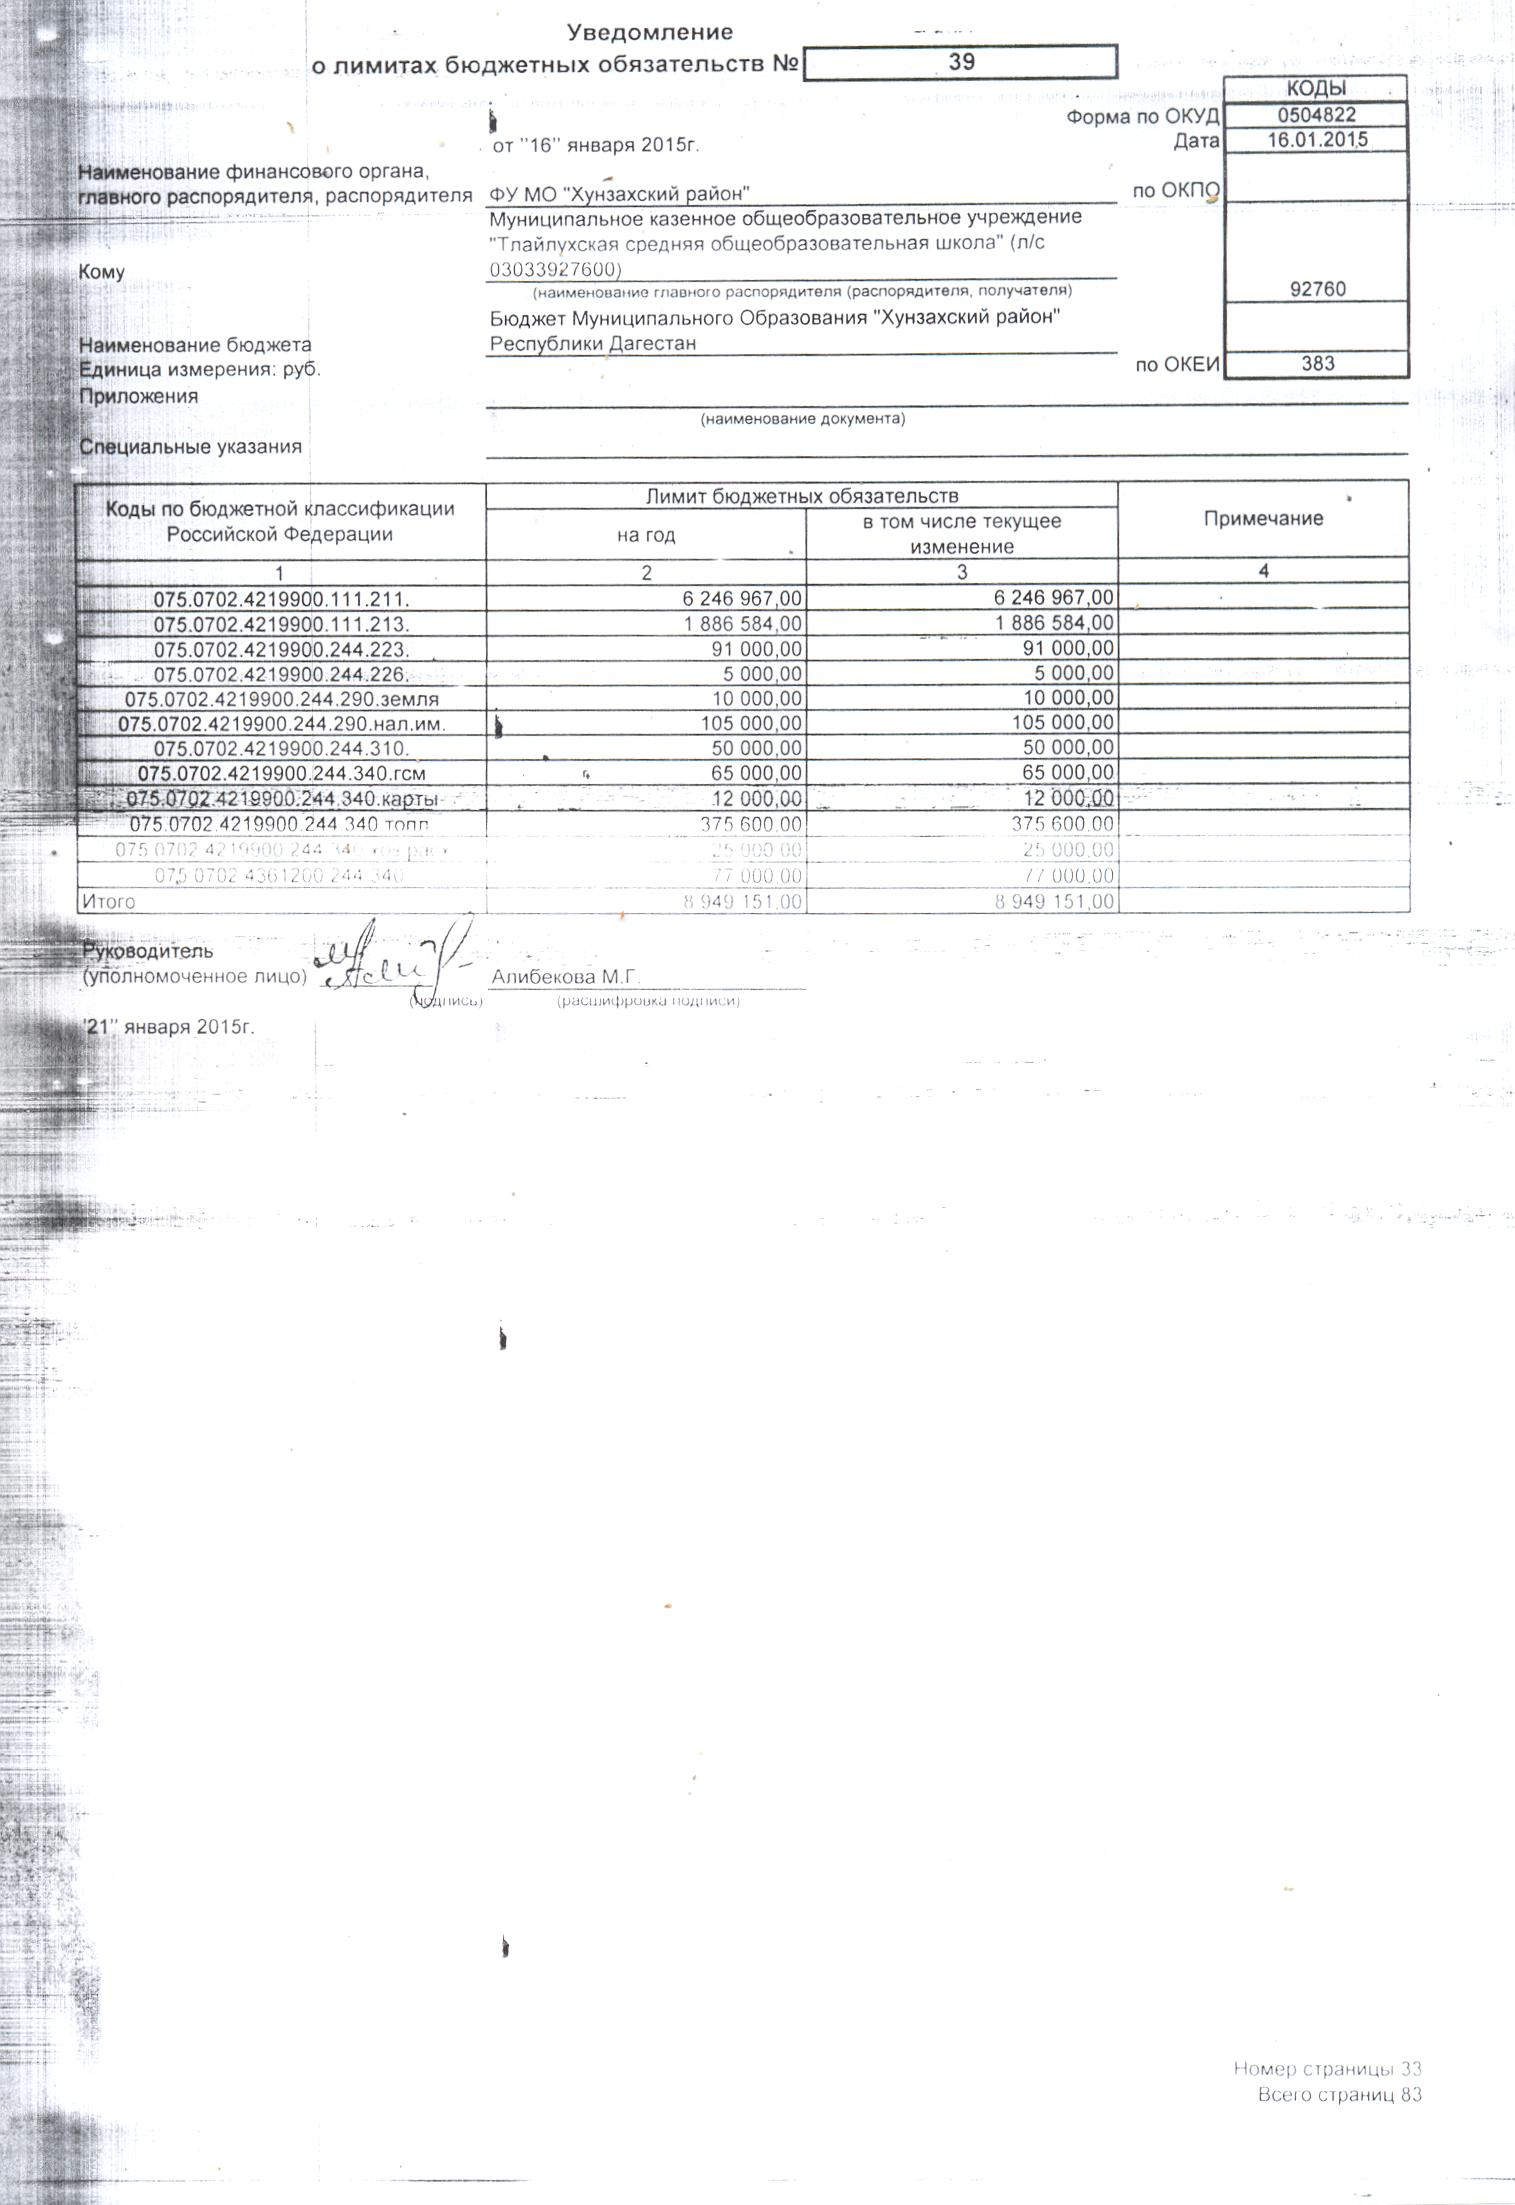 Уведомление
о лимитах бюджетных обязательств № 39
КОДЫ
Форма по ОКУД 0504822
от "16" января 2015г. Дата 16.01.2015
Наименование финансового органа,
главного распорядителя, распорядителя ФУ МО "Хунзахский район" по ОКПО
Муниципальное казенное общеобразовательное учреждение
"Тлайлухская средняя общеобразовательная школа" (л/с
Кому 03033927600)
(наименование главного распорядителя (распорядителя, получателя) 92760
Бюджет Муниципального Образования "Хунзахский район"
Наименование бюджета Республики Дагестан
Единица измерения: руб. по ОКЕИ 383
Приложения
(наименование документа)
Специальные указания
Коды по бюджетной классификации Российской Федерации Лимит бюджетных обязательств Примечание
на год в том числе текущее изменение
1 2 3 4
075.0702.4219900.111.211. 6 246 967,00 6 246 967,00
075.0702.4219900.111.213. 1 886 584,00 1 886 584,00
075.0702.4219900.244.223. 91 000,00 91 000,00
075.0702.4219900.244.226. 5 000,00 5 000,00
075.0702.4219900.244.290.земля 10 000,00 10 000,00
075.0702.4219900.244.290.нал.им. 105 000,00 105 000,00
075.0702.4219900.244.310. 50 000,00 50 000,00
075.0702.4219900.244.340.гсм 65 000,00 65 000,00
075.0702.4219900.244.340.карты 12 000,00 12 000,00
075.0702.4219900.244.340.топл 375 600,00 375 600,00
075.0702.4219900.244.340 25 000,00 25 000,00
075.0702.4361200.244.340 77 000,00 77 000,00
Итого 8 949 151,00 8 949 151,00
Руководитель
(уполномоченное лицо) Алибекова М.Г.
(подпись) (расшифровка подписи)
"21" января 2015г.
Номер страницы 33
Всего страниц 83